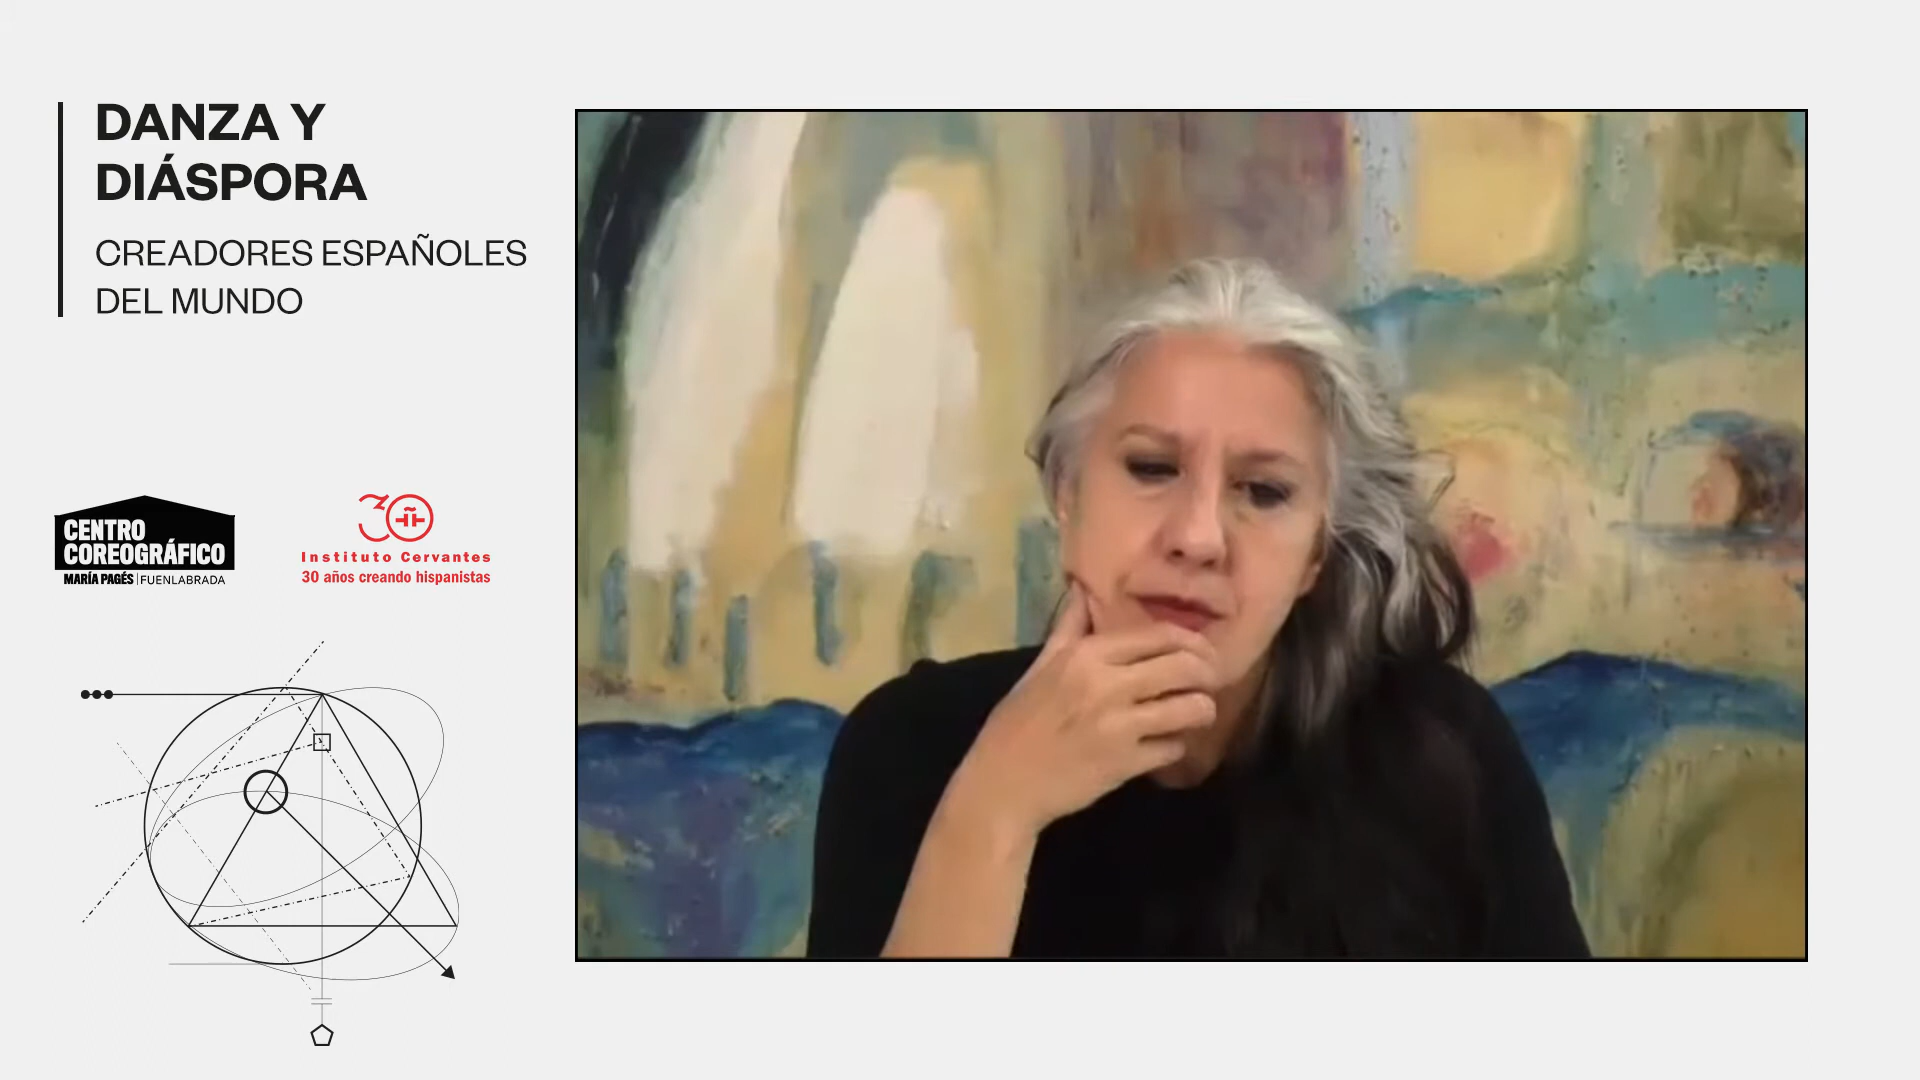 DANZA Y
DIÁSPORA
CREADORES ESPAÑOLES
DEL MUNDO
CENTRO
COREOGRÁFICO
MARÍA PAGÉS | FUENLABRADA
30
Instituto Cervantes
30 años creando hispanistas